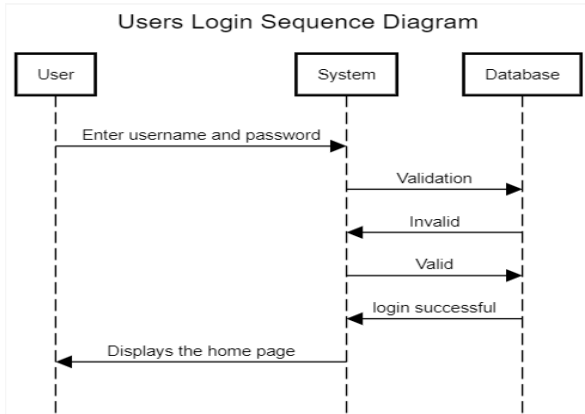 Users Login Sequence Diagram
User
System
Database
Enter username and password
Validation
Invalid
Valid
login successful
Displays the home page